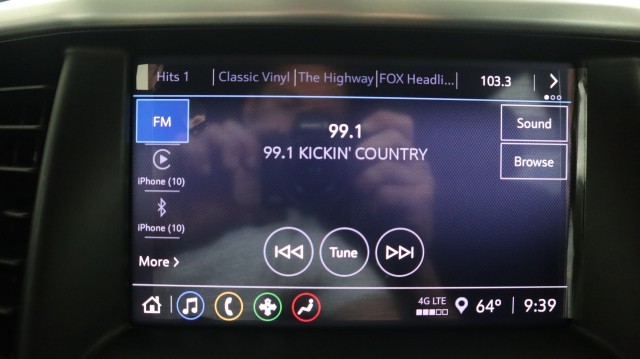 Hits 1 Classic Vinyl The Highway FOX Headli... 103.3
FM
99.1
99.1 KICKIN' COUNTRY
Sound
Browse
iPhone (10)
iPhone (10)
More >
Tune
4G LTE
64° 9:39